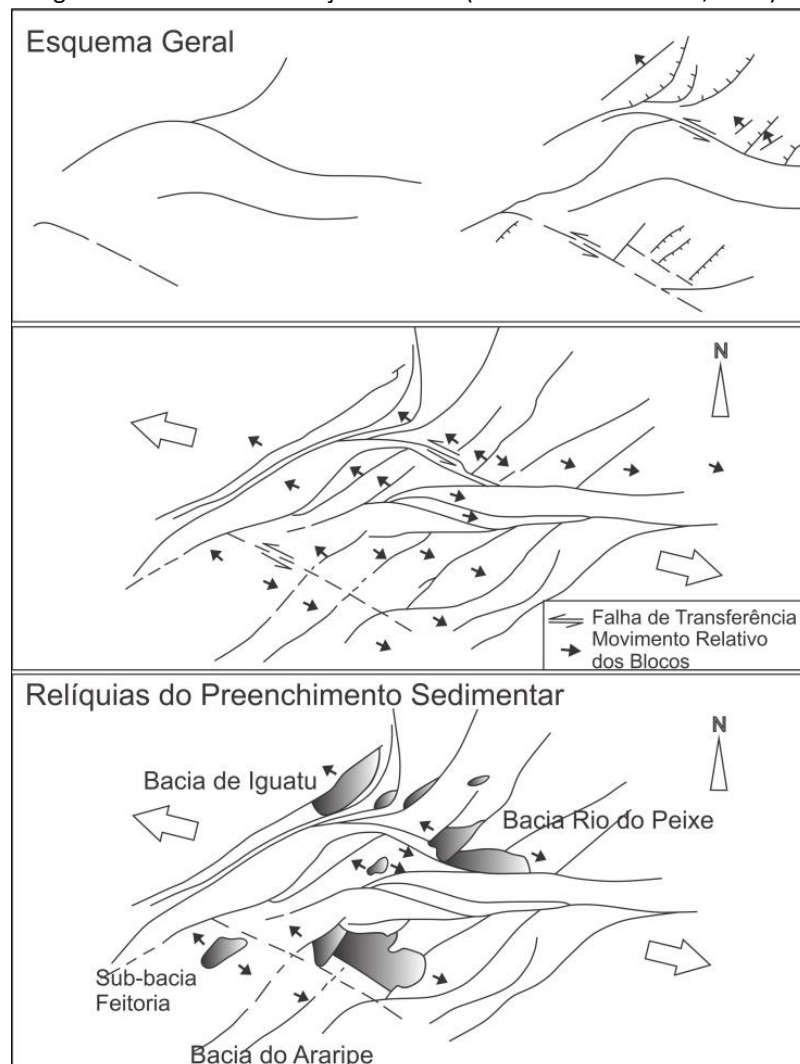 Esquema Geral
N
Falha de Transferência
Movimento Relativo
dos Blocos
Relíquias do Preenchimento Sedimentar
N
Bacia de Iguatu
Bacia Rio do Peixe
Sub-bacia
Feitoria
Bacia do Araripe